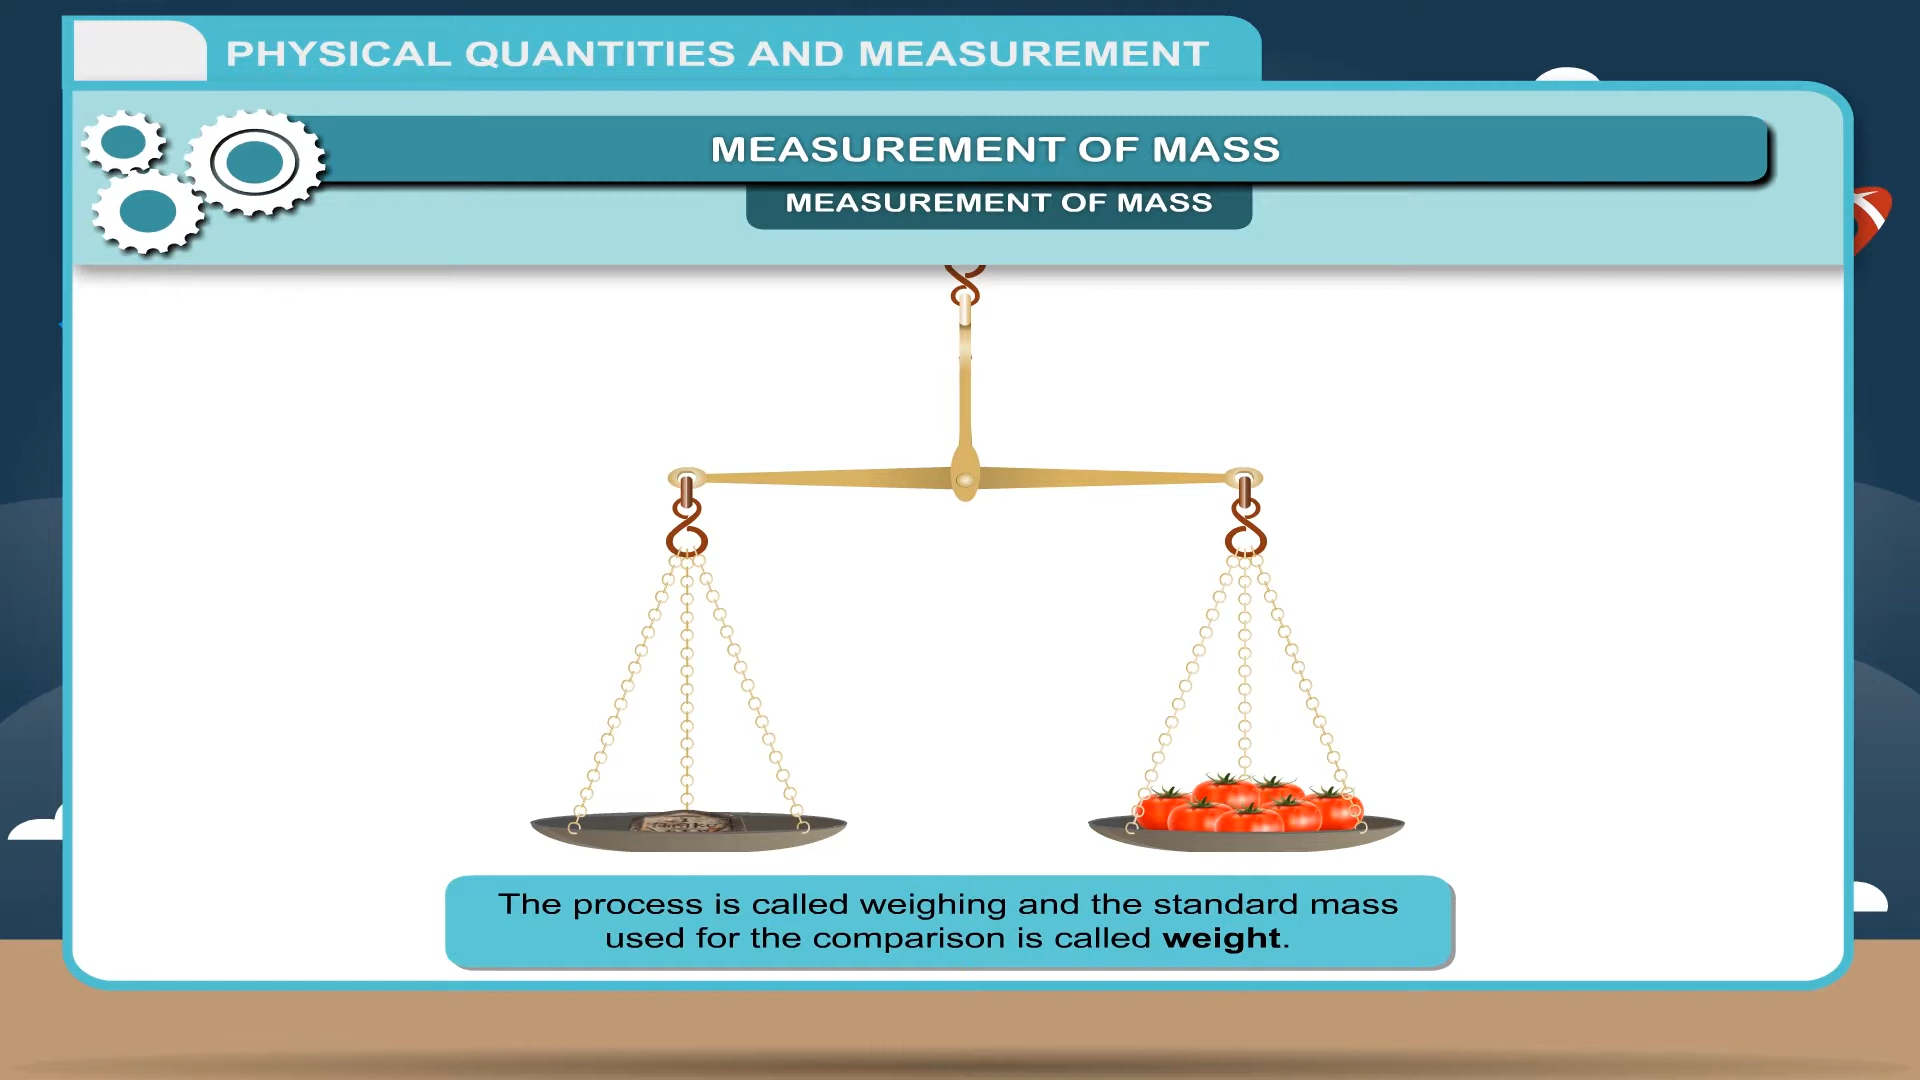 PHYSICAL QUANTITIES AND MEASUREMENT
MEASUREMENT OF MASS
MEASUREMENT OF MASS
The process is called weighing and the standard mass
used for the comparison is called weight.